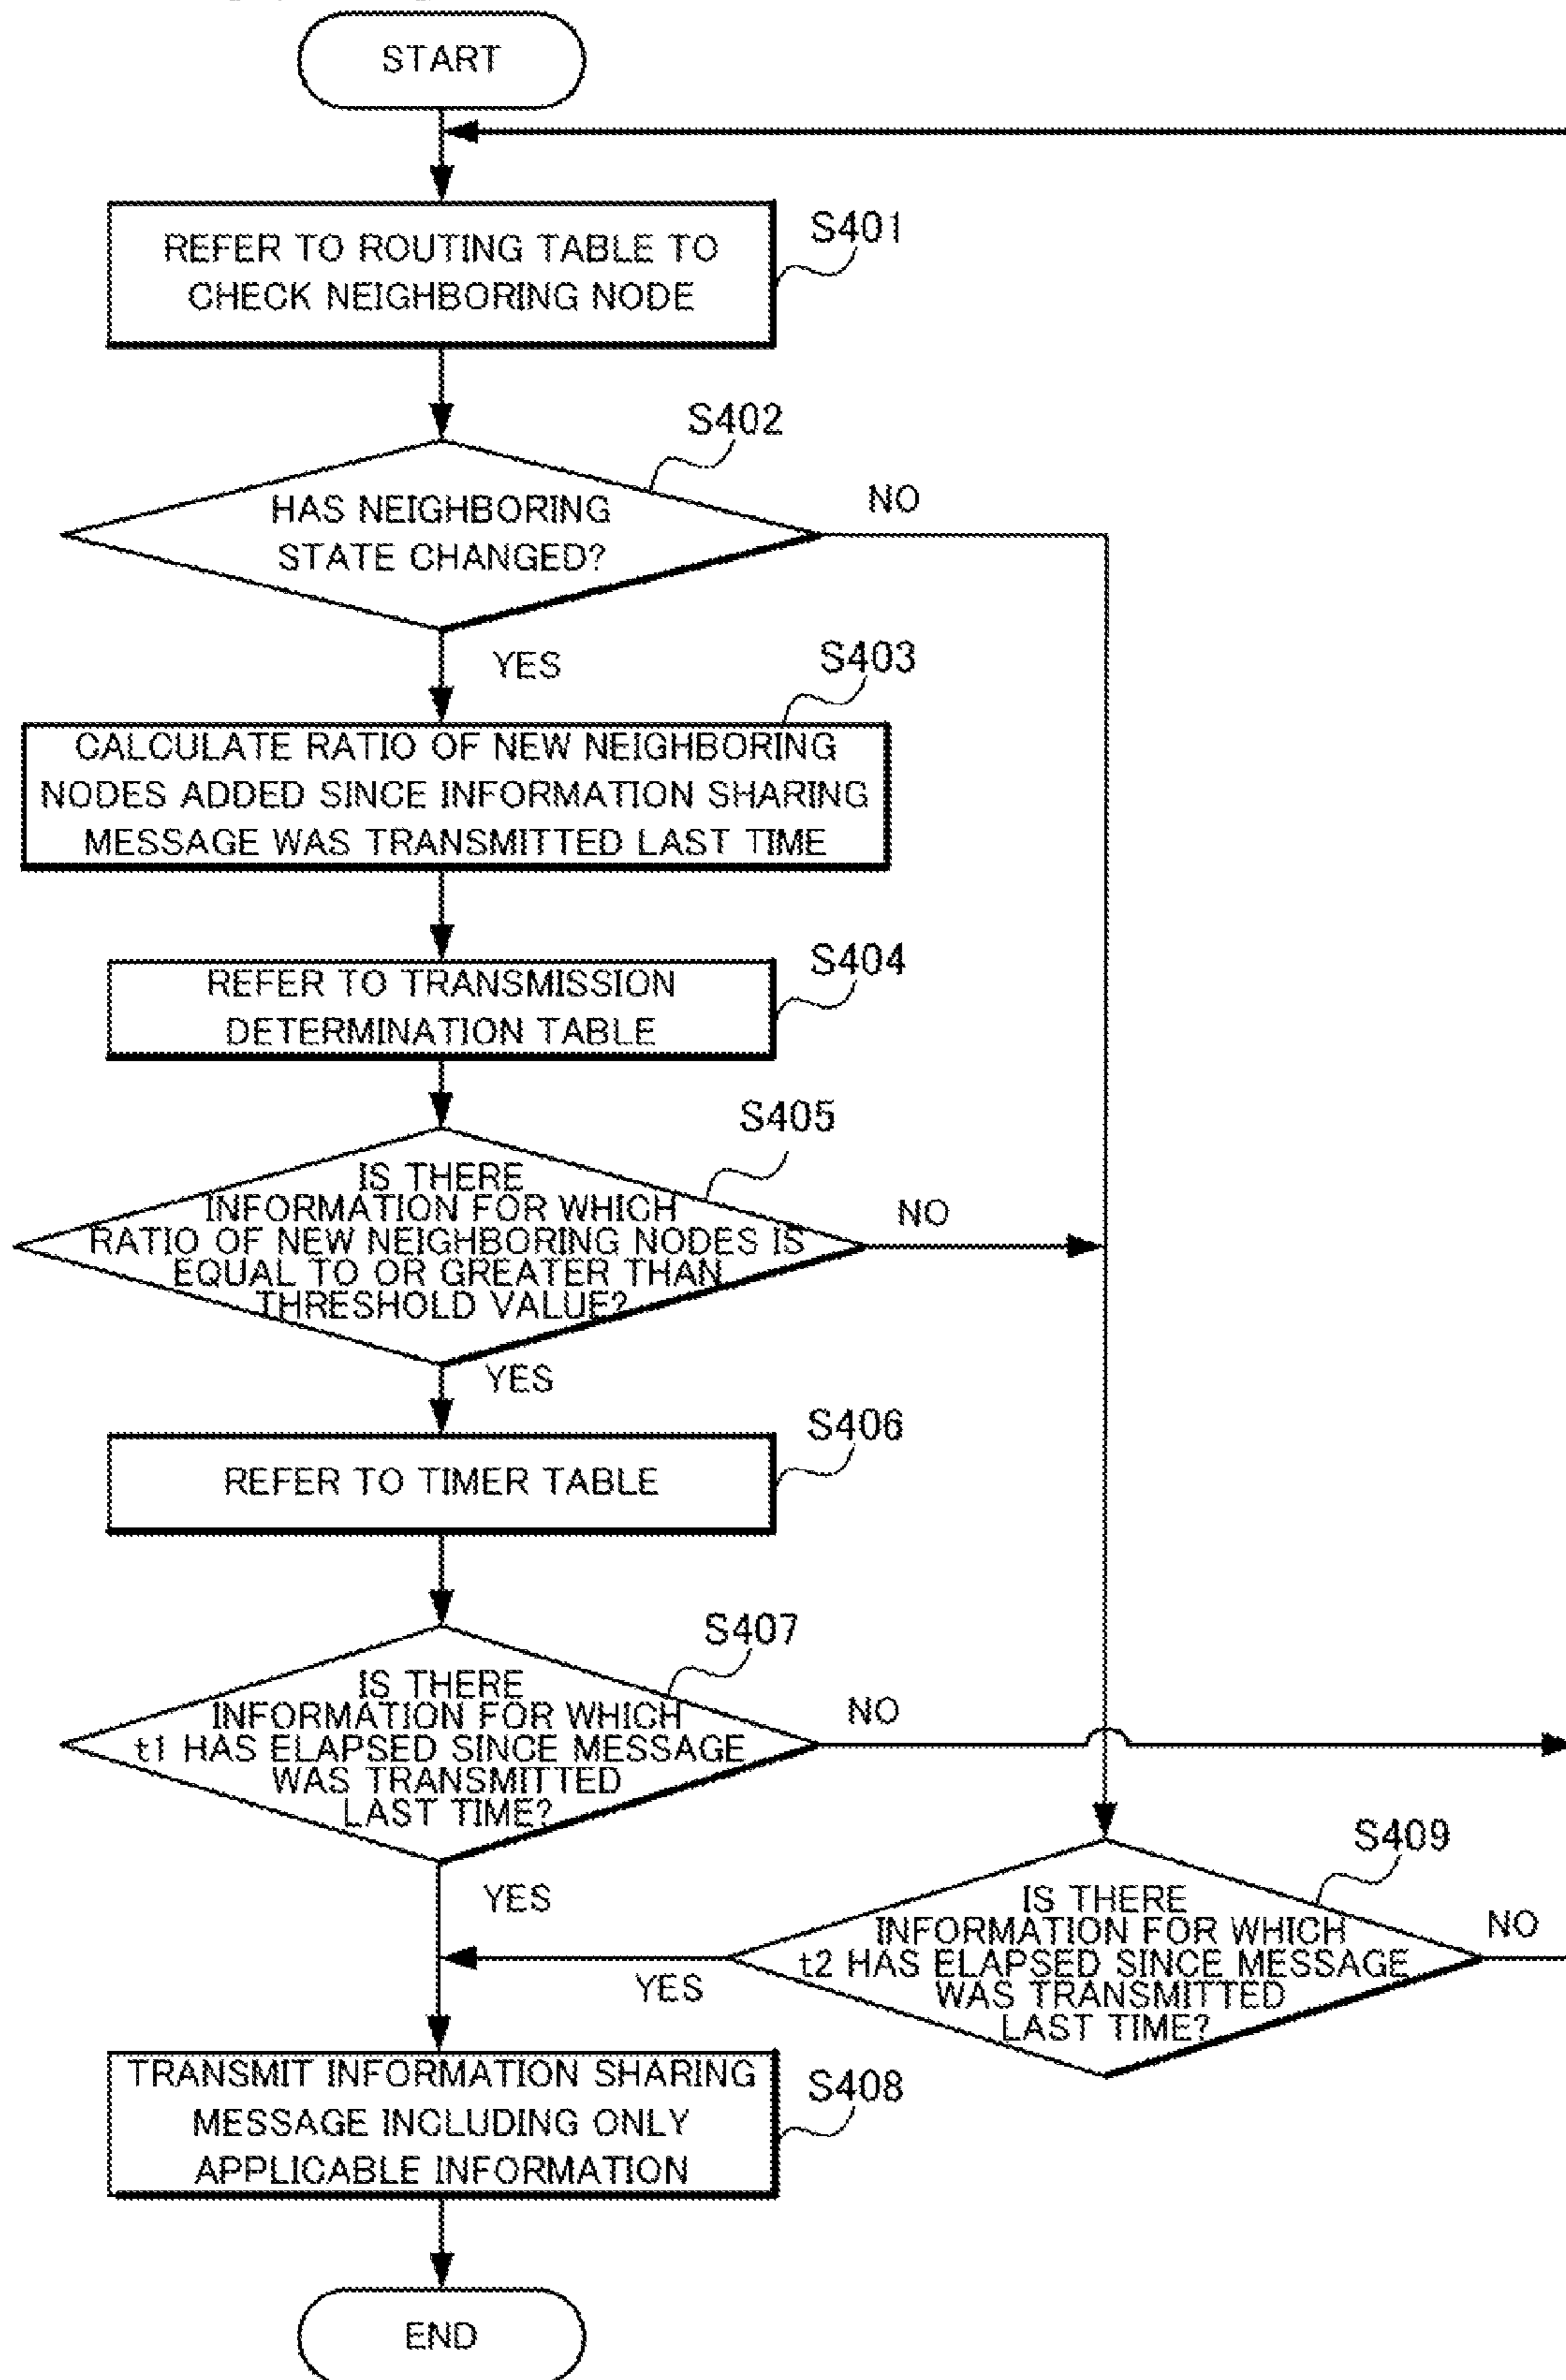 START
REFER TO ROUTING TABLE TO
CHECK NEIGHBORING NODE
S401
HAS NEIGHBORING
STATE CHANGED?
S402
NO
YES
CALCULATE RATIO OF NEW NEIGHBORING
NODES ADDED SINCE INFORMATION SHARING
MESSAGE WAS TRANSMITTED LAST TIME
S403
REFER TO TRANSMISSION
DETERMINATION TABLE
S404
IS THERE
INFORMATION FOR WHICH
RATIO OF NEW NEIGHBORING NODES IS
EQUAL TO OR GREATER THAN
THRESHOLD VALUE?
S405
NO
YES
REFER TO TIMER TABLE
S406
IS THERE
INFORMATION FOR WHICH
t1 HAS ELAPSED SINCE MESSAGE
WAS TRANSMITTED
LAST TIME?
S407
NO
YES
IS THERE
INFORMATION FOR WHICH
t2 HAS ELAPSED SINCE MESSAGE
WAS TRANSMITTED
LAST TIME?
S409
NO
YES
TRANSMIT INFORMATION SHARING
MESSAGE INCLUDING ONLY
APPLICABLE INFORMATION
S408
END